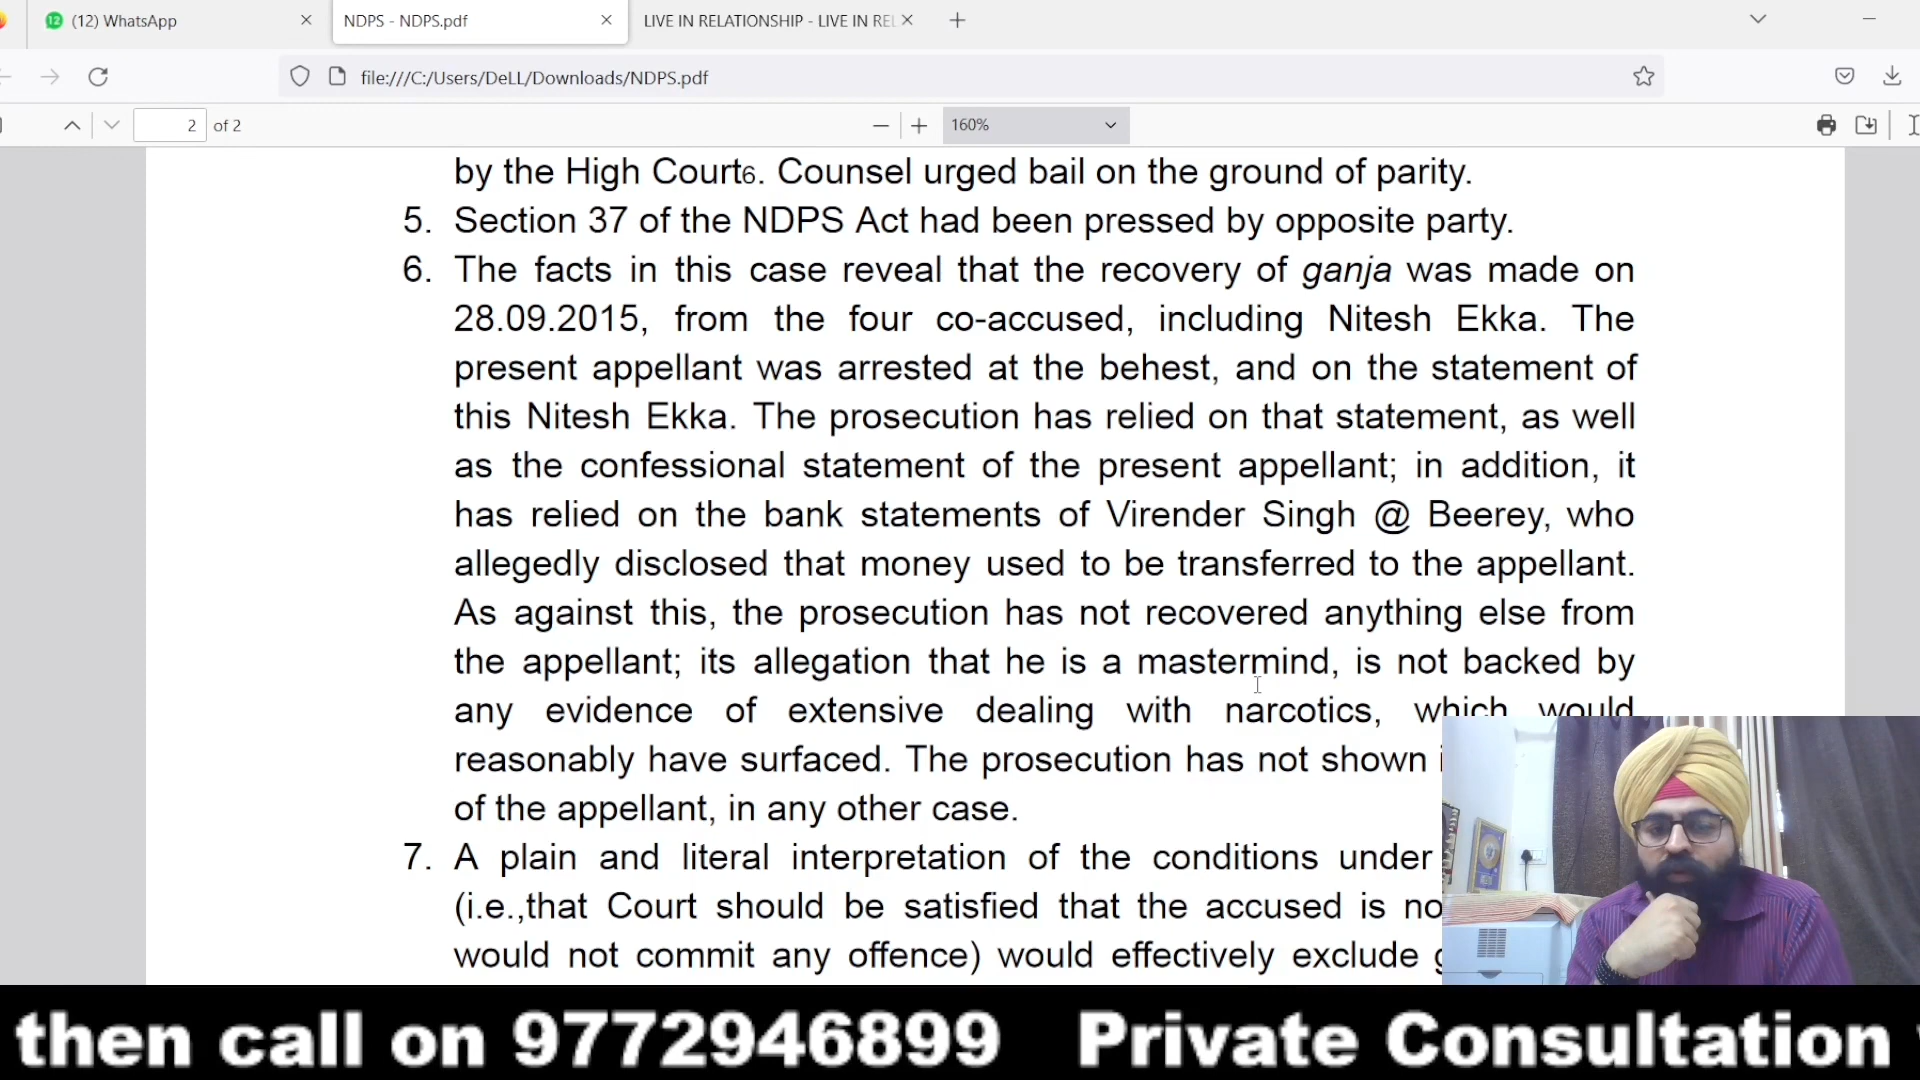 12 (12) WhatsApp
NDPS - NDPS.pdf
LIVE IN RELATIONSHIP - LIVE IN REL
file:///C:/Users/DeLL/Downloads/NDPS.pdf
2 of 2
160%
by the High Court6. Counsel urged bail on the ground of parity.
5. Section 37 of the NDPS Act had been pressed by opposite party.
6. The facts in this case reveal that the recovery of ganja was made on
28.09.2015, from the four co-accused, including Nitesh Ekka. The
present appellant was arrested at the behest, and on the statement of
this Nitesh Ekka. The prosecution has relied on that statement, as well
as the confessional statement of the present appellant; in addition, it
has relied on the bank statements of Virender Singh @ Beerey, who
allegedly disclosed that money used to be transferred to the appellant.
As against this, the prosecution has not recovered anything else from
the appellant; its allegation that he is a mastermind, is not backed by
any evidence of extensive dealing with narcotics, which would
reasonably have surfaced. The prosecution has not shown
of the appellant, in any other case.
7. A plain and literal interpretation of the conditions under
(i.e.,that Court should be satisfied that the accused is
would not commit any offence) would effectively exclude
then call on 9772946899 Private Consultation